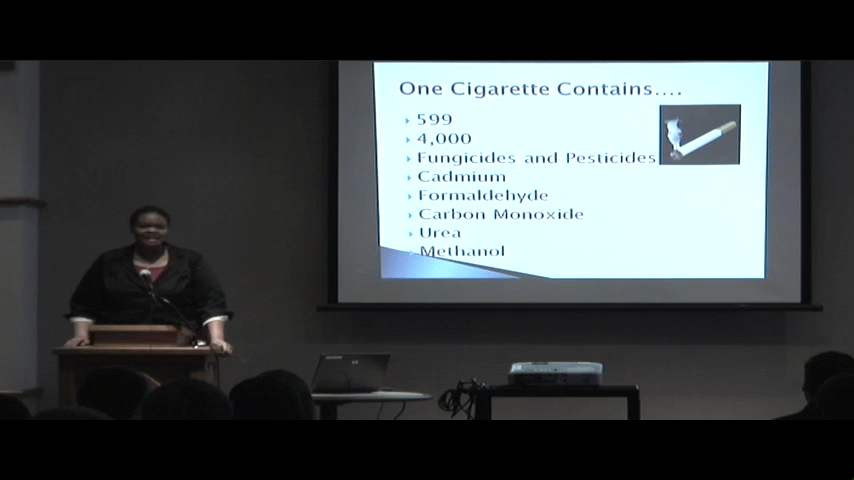 One Cigarette Contains....
599
4,000
Fungicides and Pesticides
Cadmium
Formaldehyde
Carbon Monoxide
Urea
Methanol